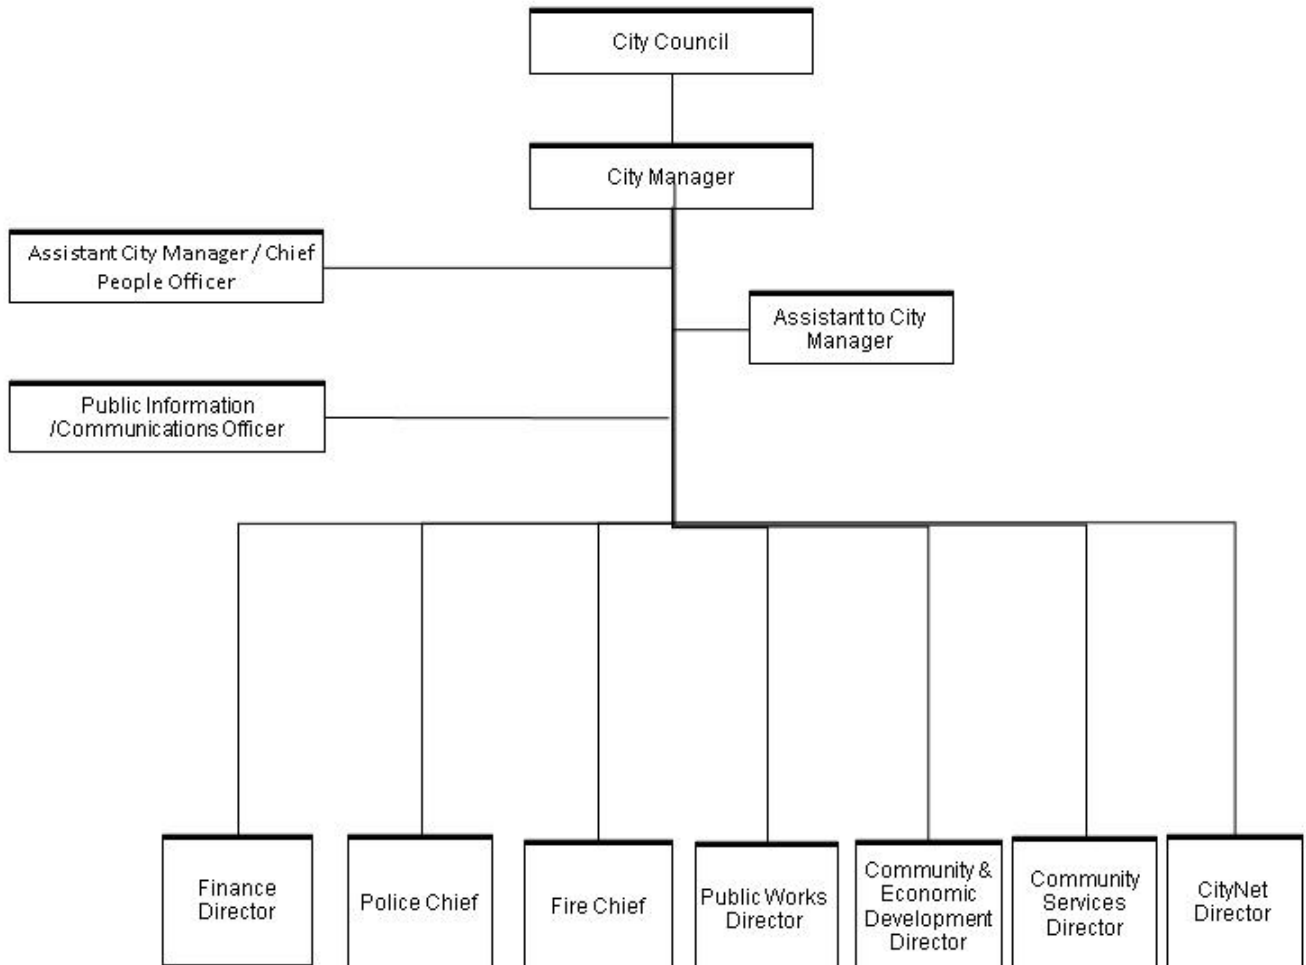 City Council
City Manager
Assistant City Manager / Chief
People Officer
Assistant to City
Manager
Public Information
/Communications Officer
Finance
Director
Police Chief
Fire Chief
Public Works
Director
Community &
Economic
Development
Director
Community
Services
Director
CityNet
Director